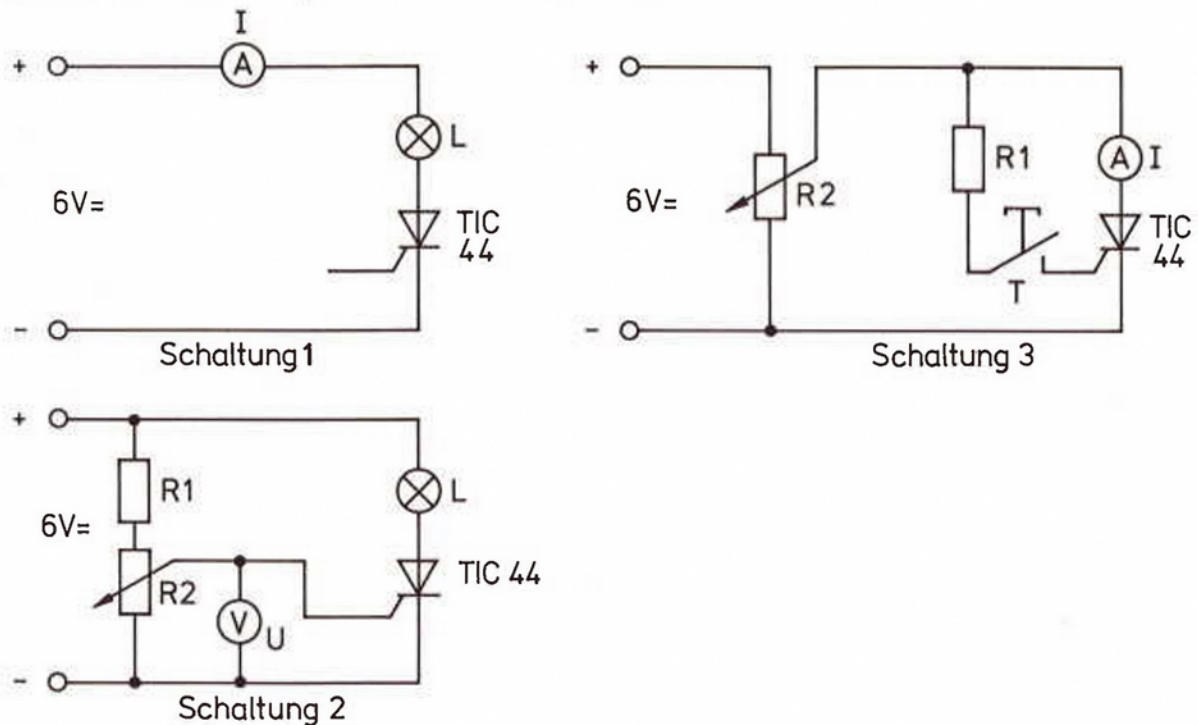 I
+ A
L
6V=
TIC
44
-
Schaltung 1
+
R1
A I
R2
6V=
TIC
44
T
-
Schaltung 3
+
R1
L
6V=
R2
TIC 44
V U
-
Schaltung 2